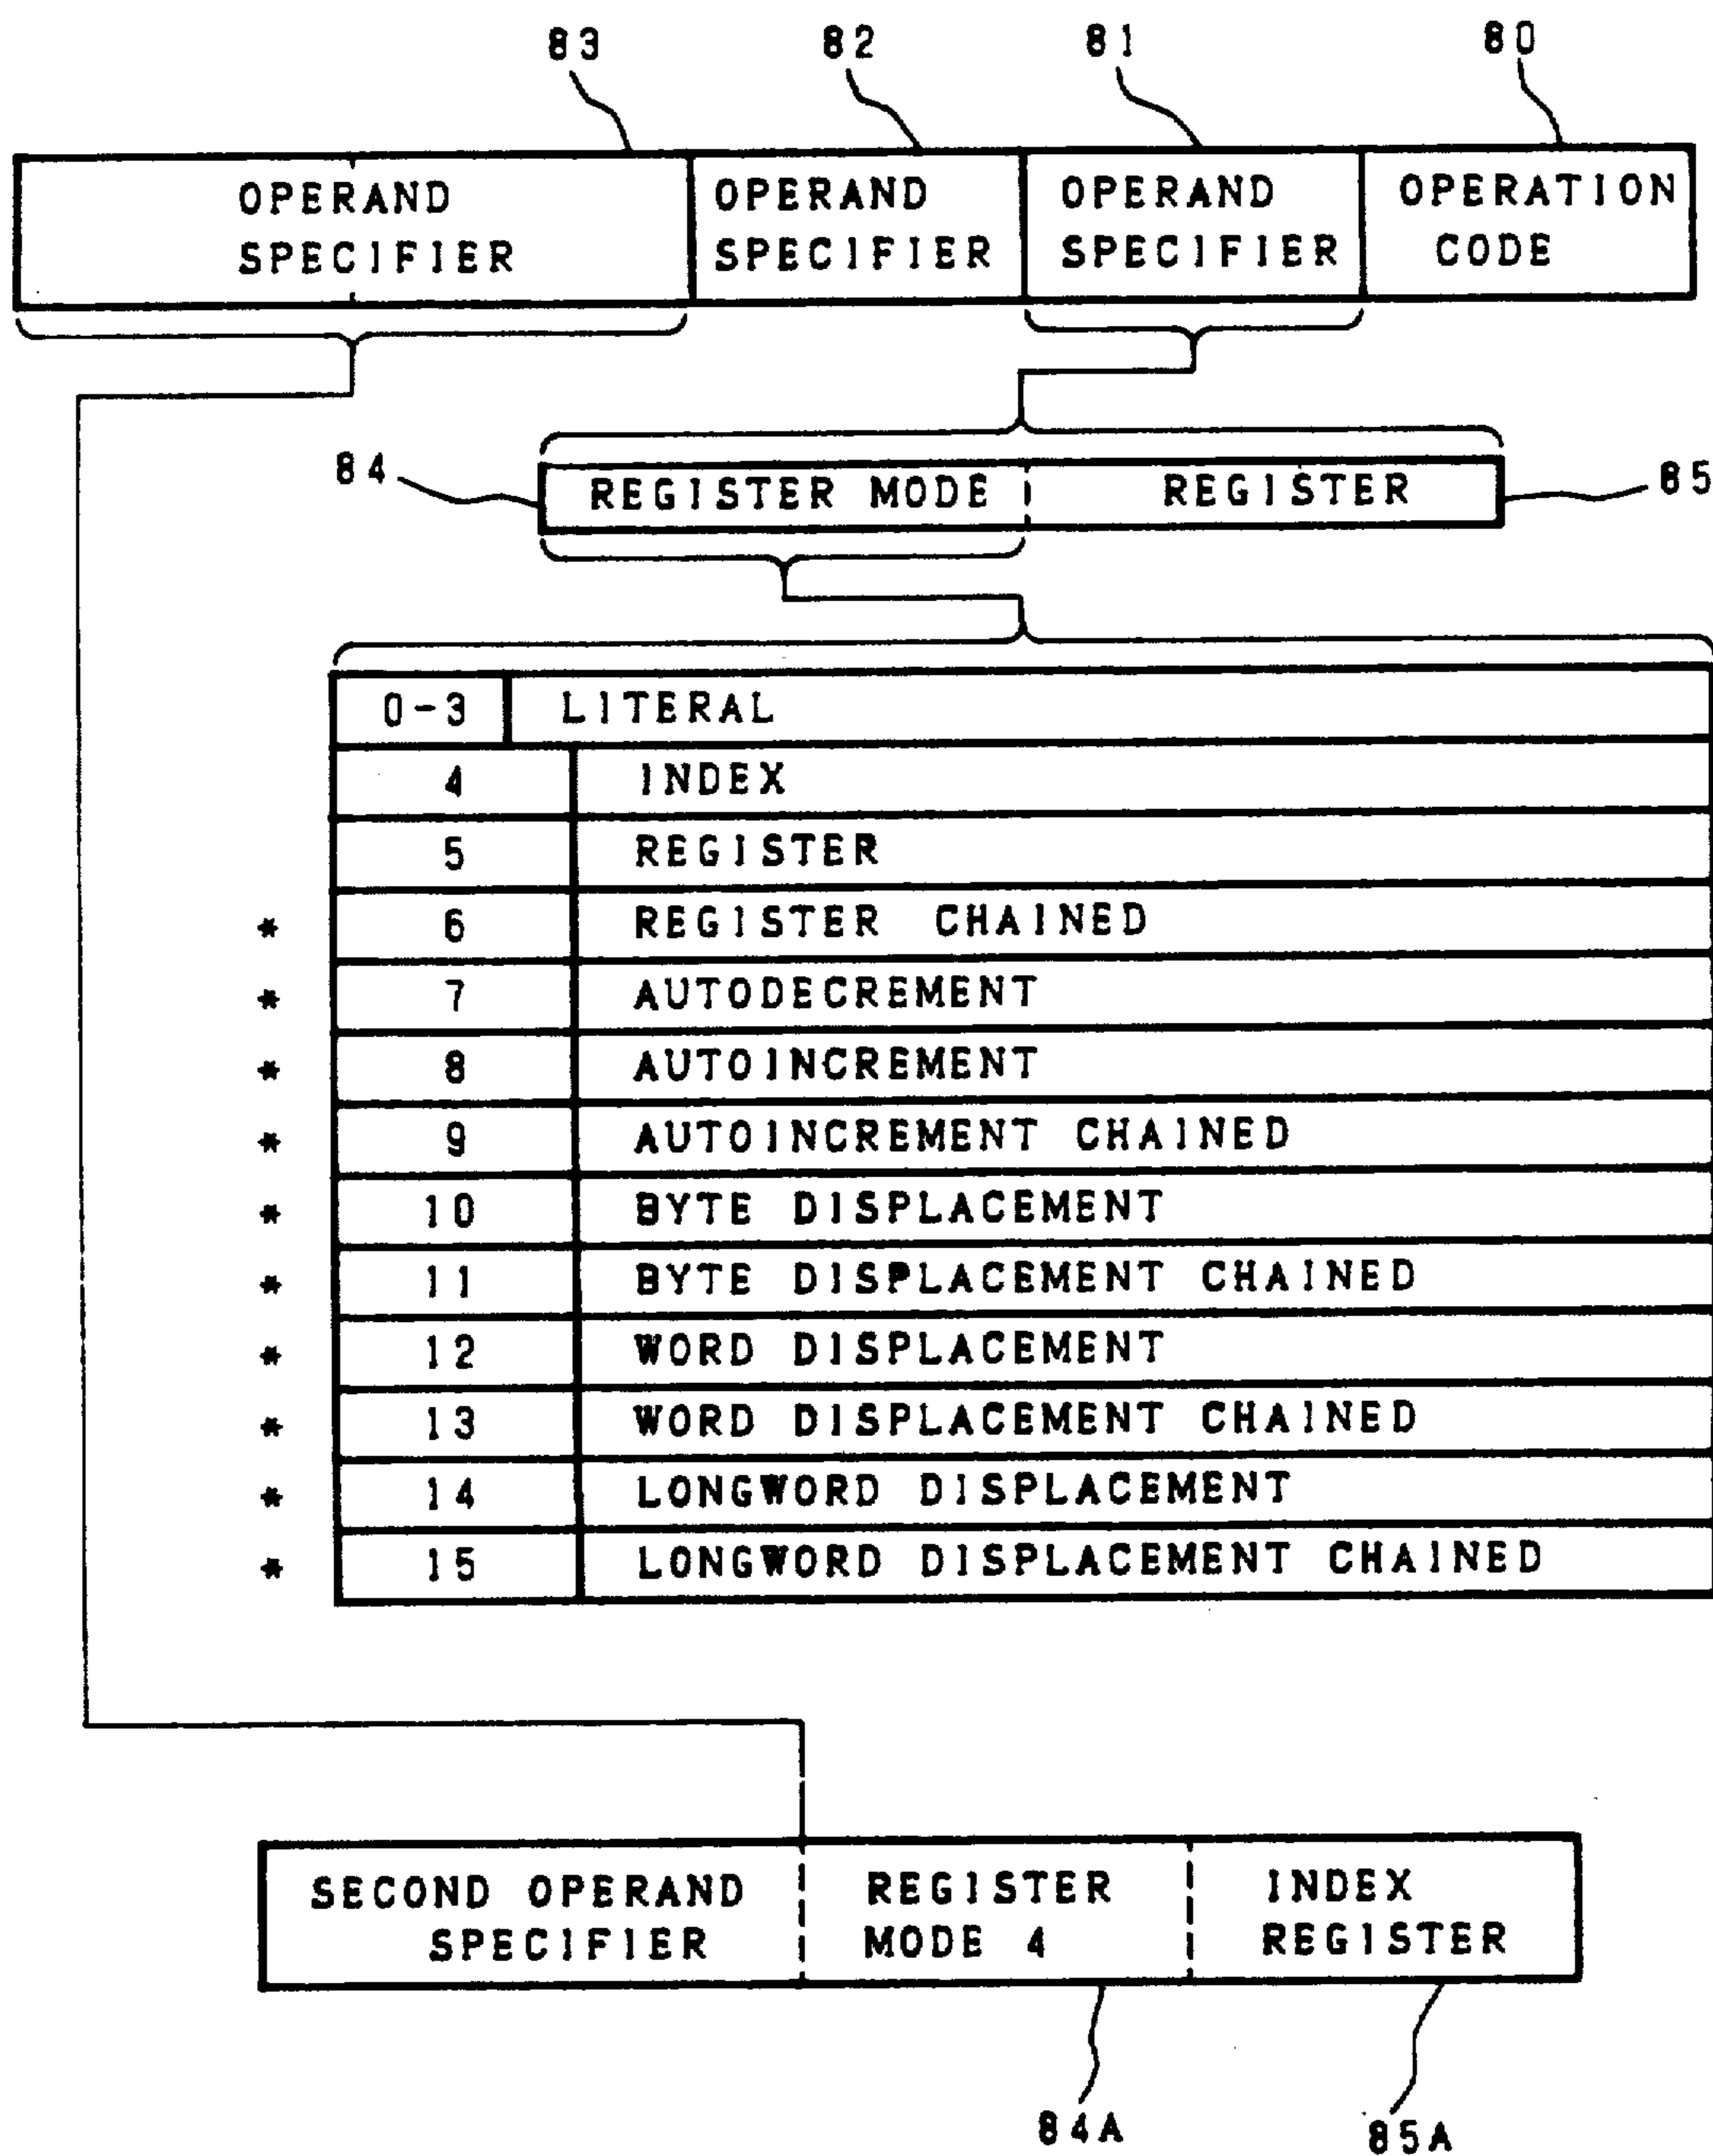 83 82 81 80
OPERAND OPERAND OPERAND OPERATION
SPECIFIER SPECIFIER SPECIFIER CODE
84 REGISTER MODE REGISTER 85
0-3 LITERAL
4 INDEX
5 REGISTER
* 6 REGISTER CHAINED
* 7 AUTODECREMENT
* 8 AUTOINCREMENT
* 9 AUTOINCREMENT CHAINED
* 10 BYTE DISPLACEMENT
* 11 BYTE DISPLACEMENT CHAINED
* 12 WORD DISPLACEMENT
* 13 WORD DISPLACEMENT CHAINED
* 14 LONGWORD DISPLACEMENT
* 15 LONGWORD DISPLACEMENT CHAINED
SECOND OPERAND REGISTER INDEX
SPECIFIER MODE 4 REGISTER
84A 85A